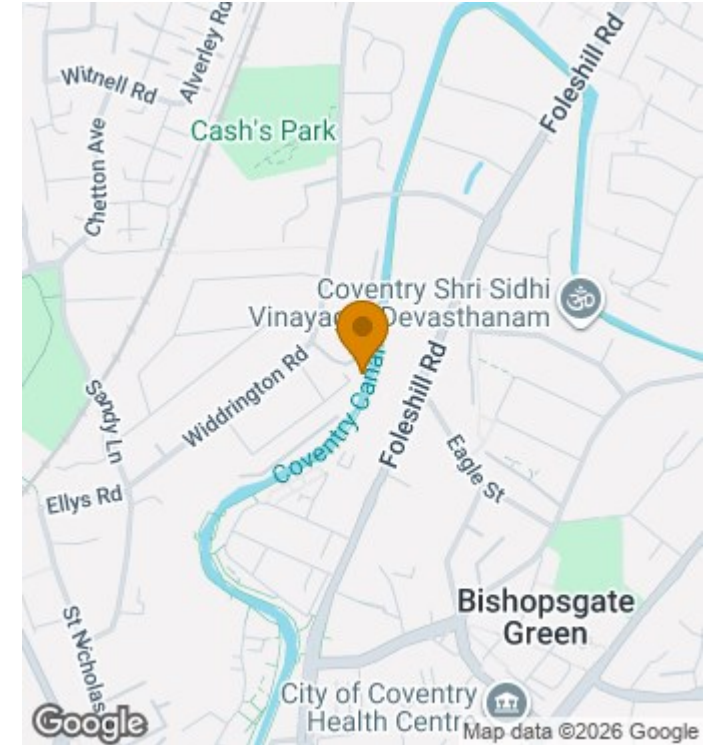 Alverley Rd
Witnell Rd
Chetton Ave
Cash's Park
Foleshill Rd
Coventry Shri Sidhi
Devasthanam
Widdrington Rd
Coventry Canal
Foleshill Rd
Sandy Ln
Eagle St
Ellys Rd
Bishopsgate
Green
St Nicholas
City of Coventry
Health Centre
Google
Map data ©2026 Google